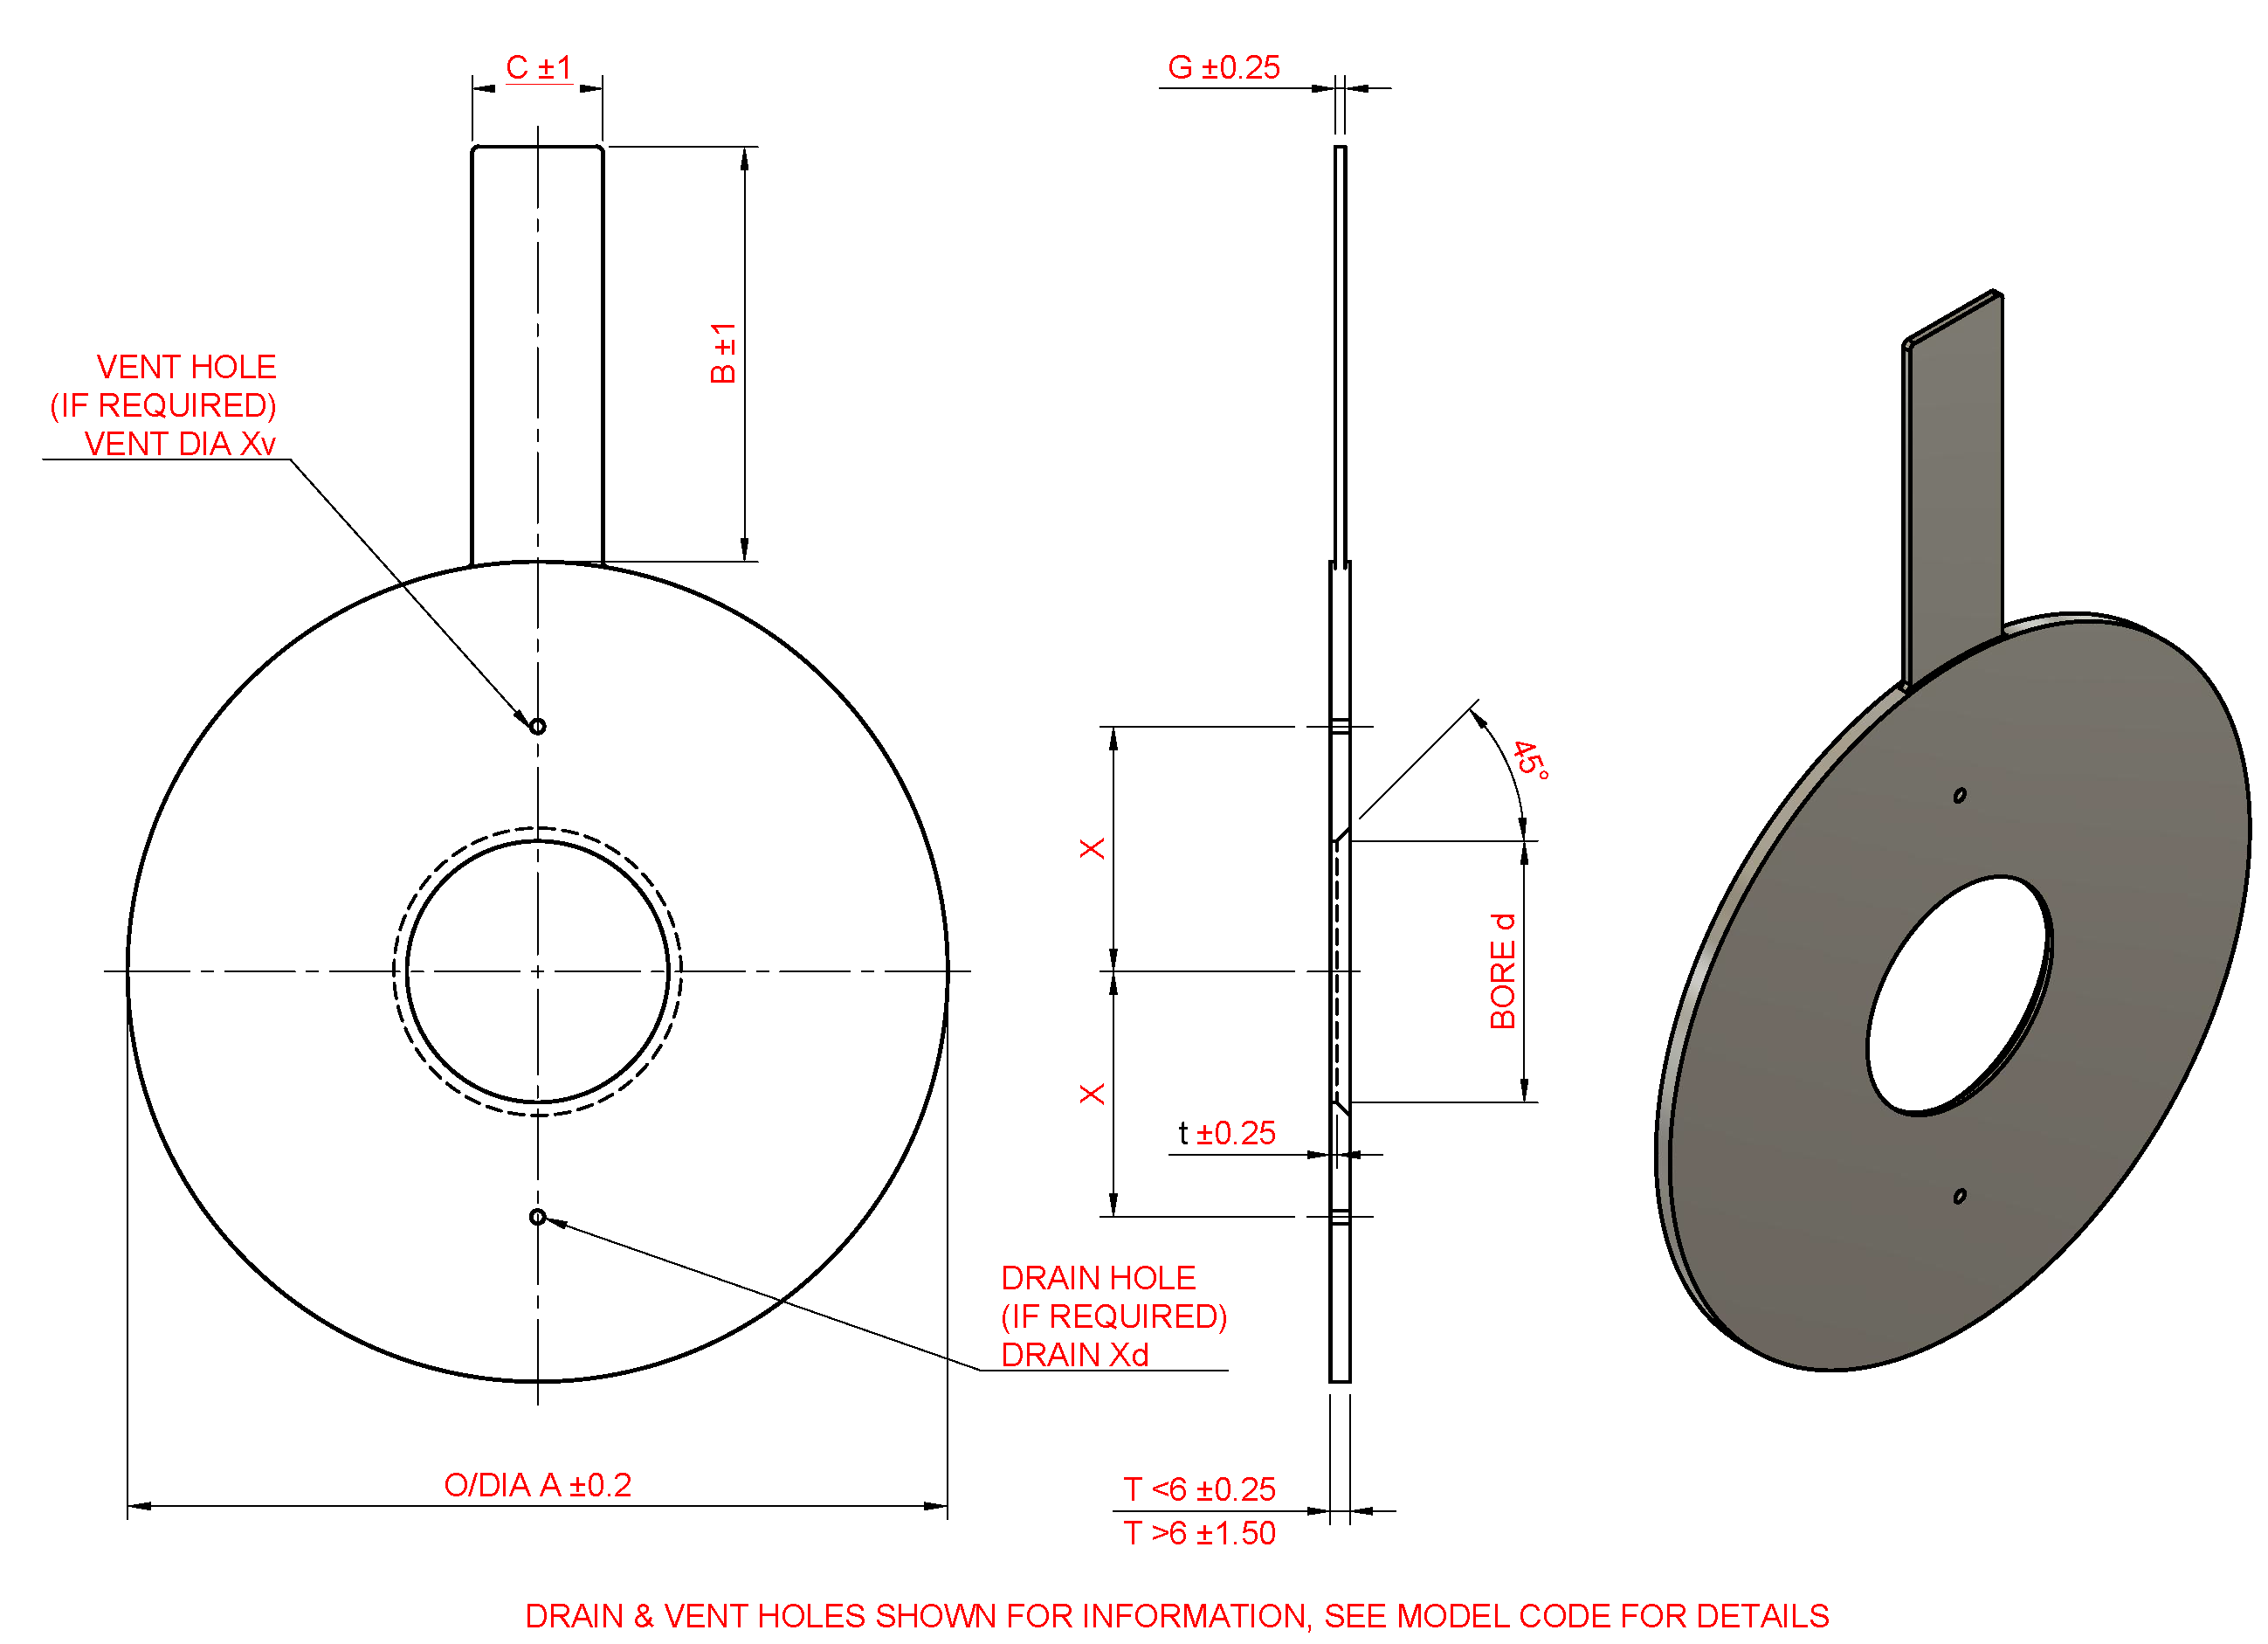 C ±1
G ±0.25
B ±1
VENT HOLE
(IF REQUIRED)
VENT DIA Xv
45°
X
BORE d
X
t ±0.25
DRAIN HOLE
(IF REQUIRED)
DRAIN Xd
O/DIA A ±0.2
T <6 ±0.25
T >6 ±1.50
DRAIN & VENT HOLES SHOWN FOR INFORMATION, SEE MODEL CODE FOR DETAILS